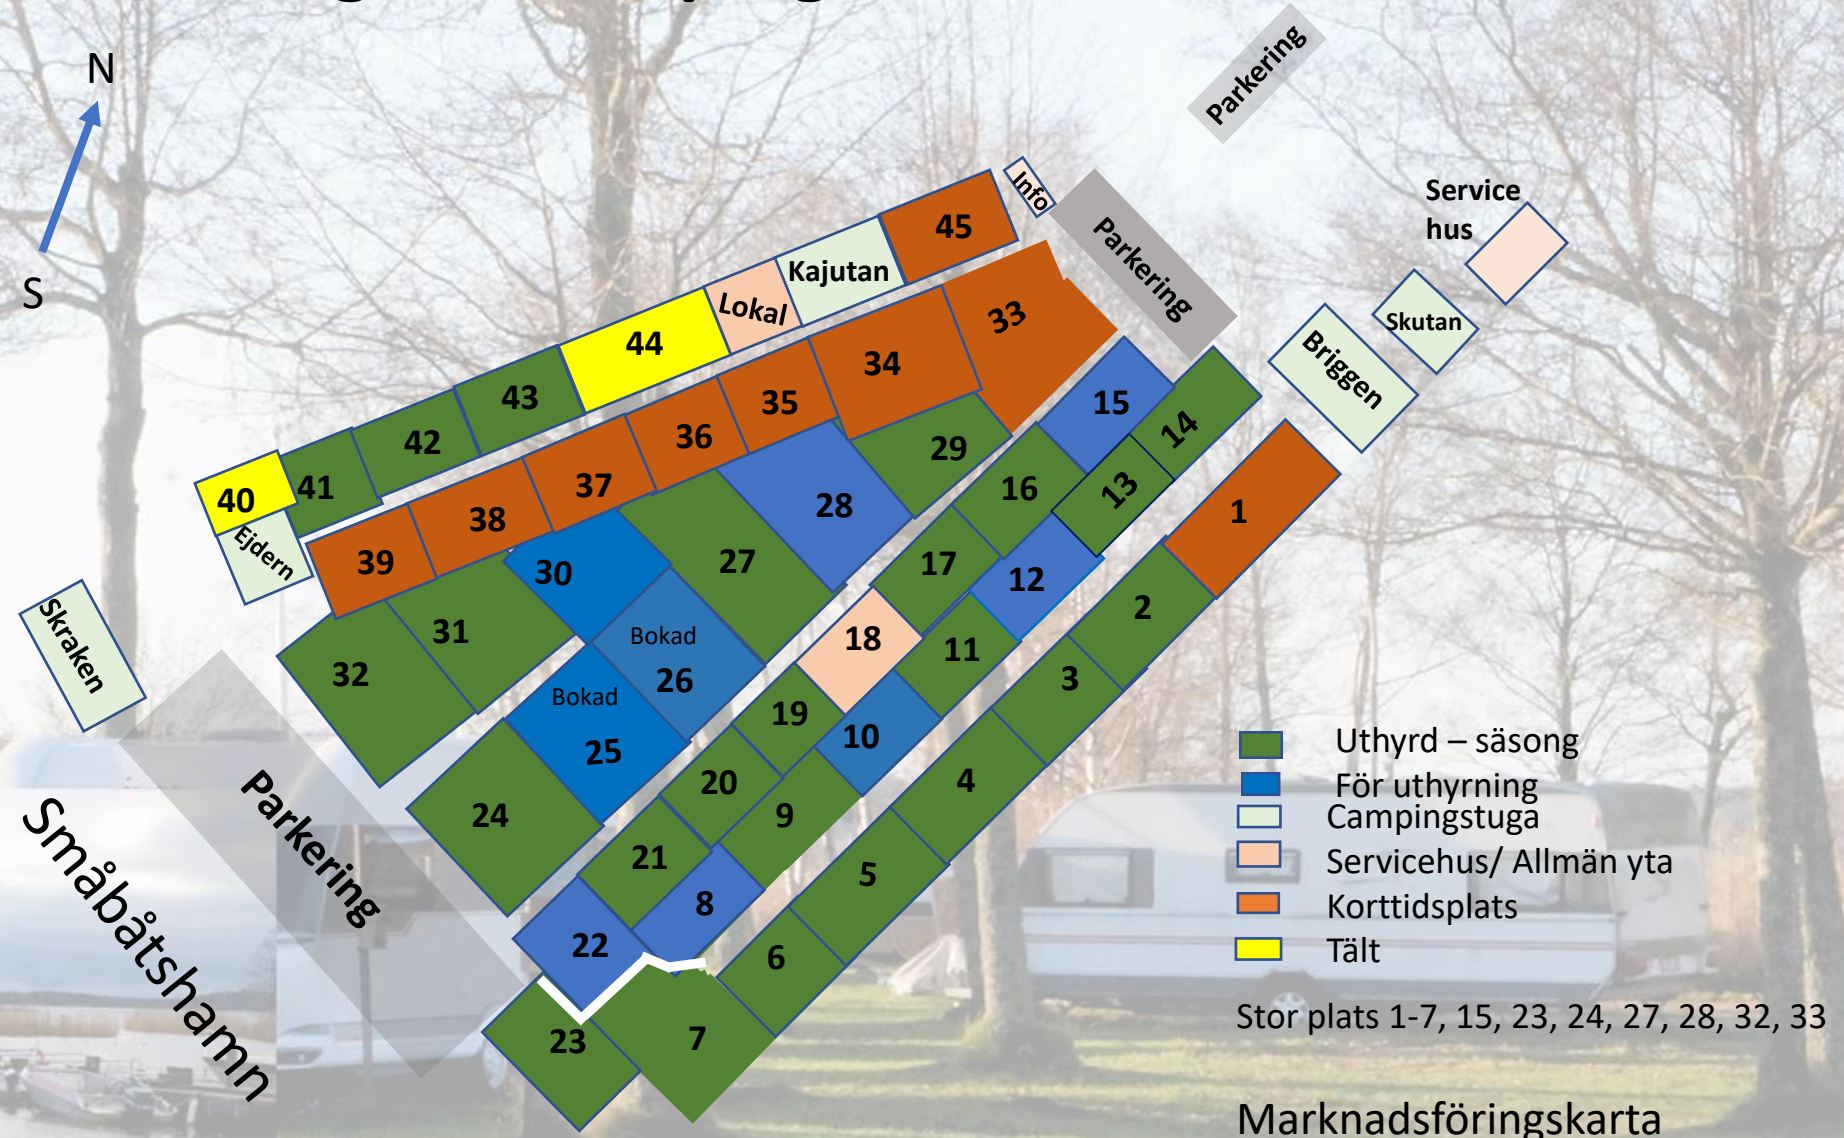 N
S
Parkering
Service
hus
Info
Parkering
45
Kajutan
Lokal
44
43
42
41
40
Ejdern
Skraken
33
34
35
36
37
38
39
Skutan
Briggen
15
14
29
16
13
28
17
12
1
27
30
31
32
18
11
2
3
Bokad
26
Bokad
25
19
10
20
4
24
9
21
5
8
22
6
23
7
Parkering
Småbåtshamn
Uthyrd – säsong
För uthyrning
Campingstuga
Servicehus/ Allmän yta
Korttidsplats
Tält
Stor plats 1-7, 15, 23, 24, 27, 28, 32, 33
Marknadsföringskarta